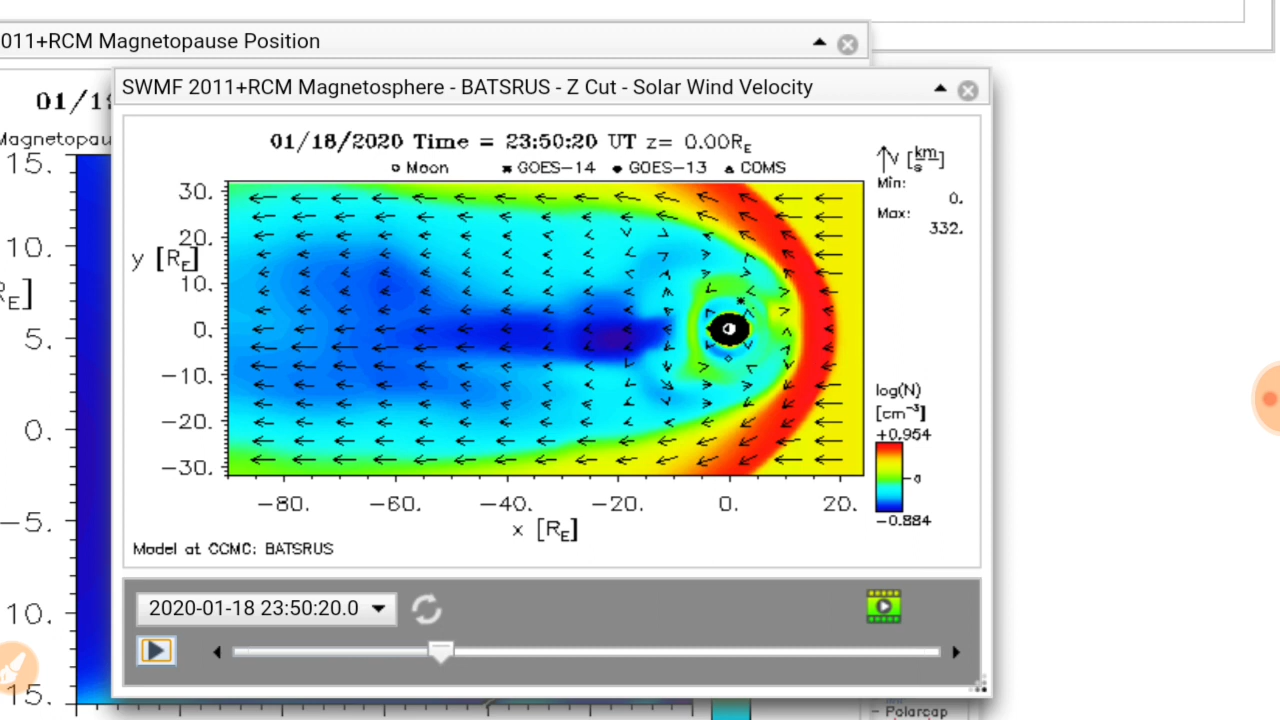 011+RCM Magnetopause Position
SWMF 2011+RCM Magnetosphere - BATSRUS - Z Cut - Solar Wind Velocity
01/1
Magnetopau
15.
10.
5.
0.
−5.
10.
15.
01/18/2020 Time = 23:50:20 UT z= 0.00RE
Moon GOES−14 GOES−13 COMS
V [km/s]
Min:
0.
Max:
332.
y [RE]
30.
20.
10.
0.
−10.
−20.
−30.
−80. −60. −40. −20. 0. 20.
x [RE]
log(N)
[cm−3]
+0.954
−0.884
Model at CCMC: BATSRUS
2020-01-18 23:50:20.0
− Polarcap